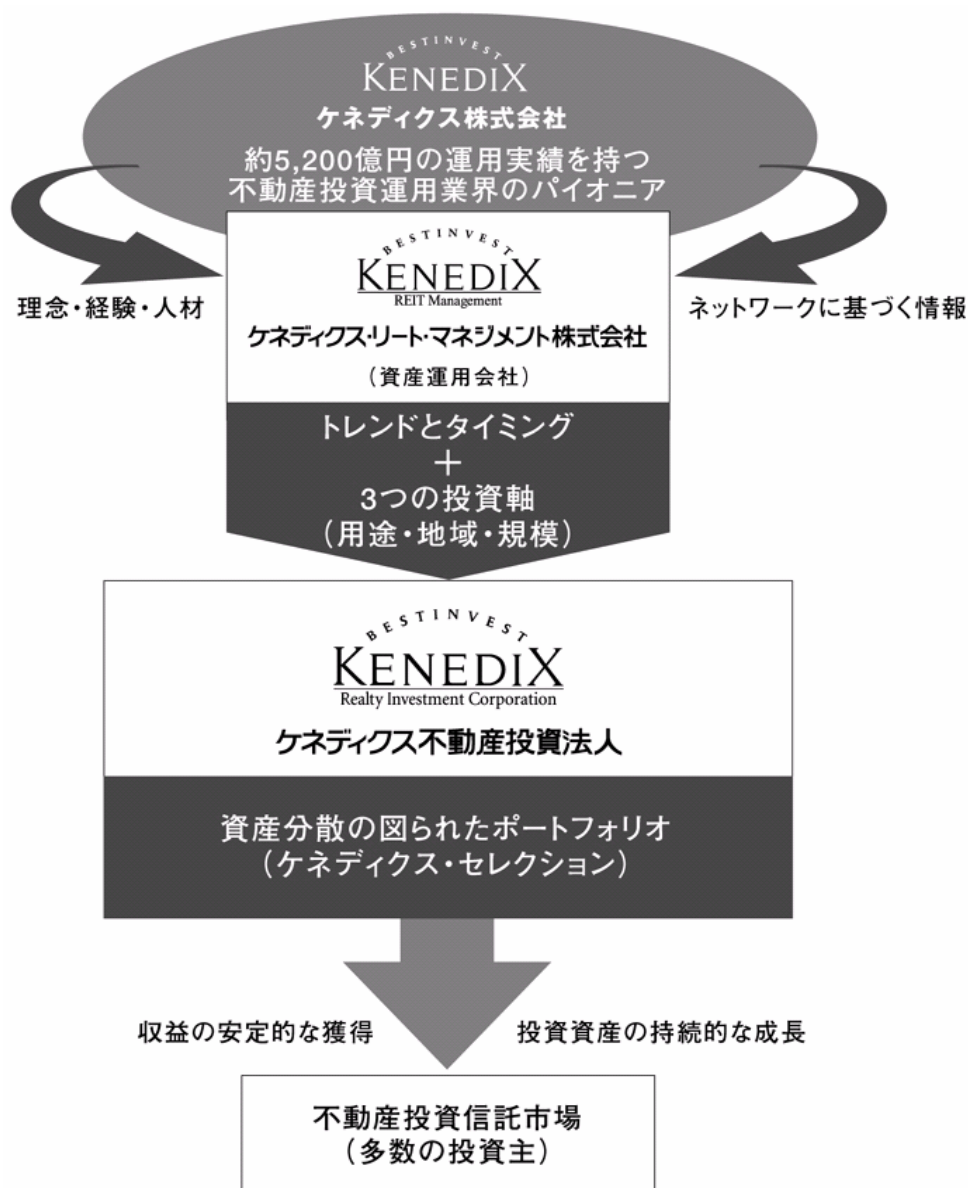 BESTINVEST
KENEDIX
ケネディクス株式会社
約5,200億円の運用実績を持つ
不動産投資運用業界のパイオニア
BESTINVEST
KENEDIX
REIT Management
ケネディクス・リート・マネジメント株式会社
（資産運用会社）
理念・経験・人材
ネットワークに基づく情報
トレンドとタイミング
＋
3つの投資軸
（用途・地域・規模）
BESTINVEST
KENEDIX
Realty Investment Corporation
ケネディクス不動産投資法人
資産分散の図られたポートフォリオ
（ケネディクス・セレクション）
収益の安定的な獲得
投資資産の持続的な成長
不動産投資信託市場
（多数の投資主）